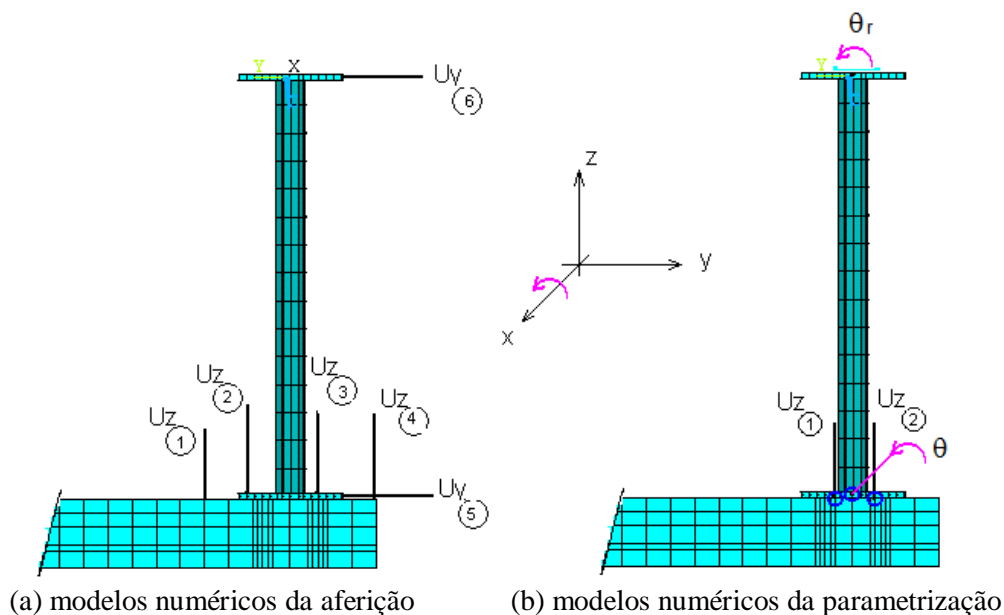 θr
Y X
Uy
6
Y
z
y
x
Uz
1
Uz
2
Uz
3
Uz
4
Uy
5
Uz
1
Uz
2
θ
(a) modelos numéricos da aferição
(b) modelos numéricos da parametrização